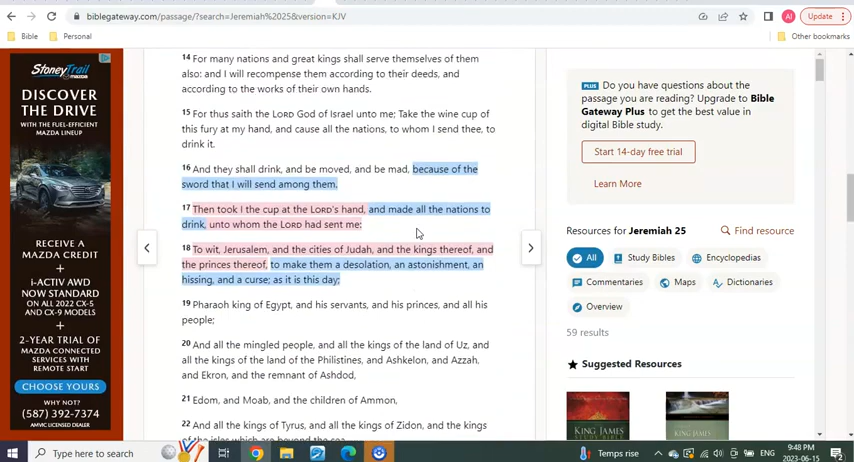 biblegateway.com/passage/?search=Jeremiah%2025&version=KJV
AI
Update
Bible
Personal
Other bookmarks
StoneyTrail
mazda
DISCOVER
THE DRIVE
WITH THE FUEL-EFFICIENT
MAZDA LINEUP
RECEIVE A
MAZDA CREDIT
+
i-ACTIV AWD
NOW STANDARD
ON ALL 2022 CX-5
AND CX-9 MODELS
+
2-YEAR TRIAL OF
MAZDA CONNECTED
SERVICES WITH
REMOTE START
CHOOSE YOURS
WHY NOT?
(587) 392-7374
AMVIC LICENSED DEALER
14 For many nations and great kings shall serve themselves of them
also: and I will recompense them according to their deeds, and
according to the works of their own hands.
15 For thus saith the LORD God of Israel unto me; Take the wine cup of
this fury at my hand, and cause all the nations, to whom I send thee, to
drink it.
16 And they shall drink, and be moved, and be mad, because of the
sword that I will send among them.
17 Then took I the cup at the LORD's hand, and made all the nations to
drink, unto whom the LORD had sent me:
18 To wit, Jerusalem, and the cities of Judah, and the kings thereof, and
the princes thereof, to make them a desolation, an astonishment, an
hissing, and a curse; as it is this day;
19 Pharaoh king of Egypt, and his servants, and his princes, and all his
people;
20 And all the mingled people, and all the kings of the land of Uz, and
all the kings of the land of the Philistines, and Ashkelon, and Azzah,
and Ekron, and the remnant of Ashdod,
21 Edom, and Moab, and the children of Ammon,
22 And all the kings of Tyrus, and all the kings of Zidon, and the kings
of the isles which are beyond the sea,
PLUS Do you have questions about the
passage you are reading? Upgrade to Bible
Gateway Plus to get the best value in
digital Bible study.
Start 14-day free trial
Learn More
Resources for Jeremiah 25
Find resource
All
Study Bibles
Encyclopedias
Commentaries
Maps
Dictionaries
Overview
59 results
Suggested Resources
KING JAMES
KING JAMES
Type here to search
Temps rise
ENG
9:48 PM
2023-06-15
2